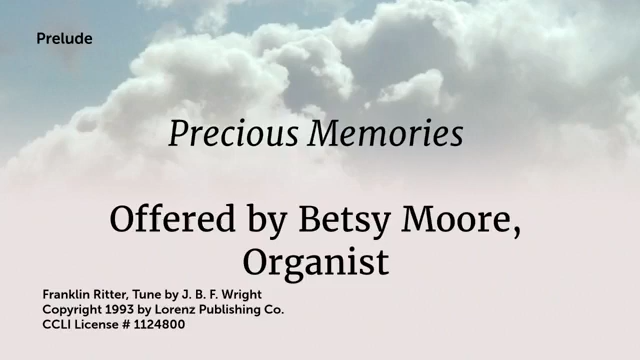 Prelude
Precious Memories
Offered by Betsy Moore,
Organist
Franklin Ritter, Tune by J. B. F. Wright
Copyright 1993 by Lorenz Publishing Co.
CCLI License # 1124800